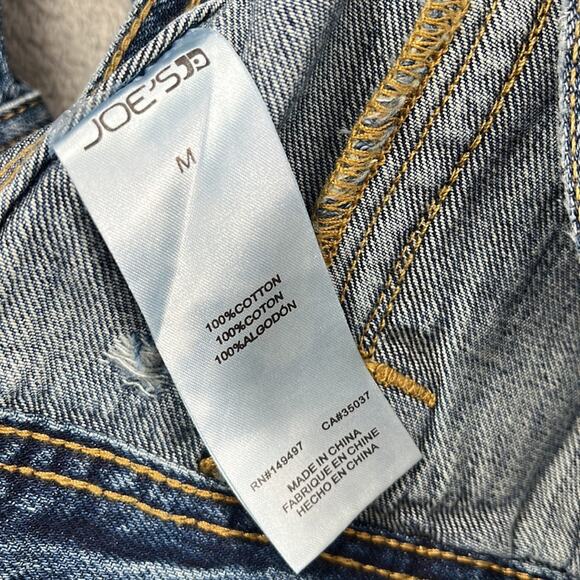 JOE'S
M
100%COTTON
100%COTON
100%ALGODÓN
RN#149497 CA#35037
MADE IN CHINA
FABRIQUE EN CHINE
HECHO EN CHINA